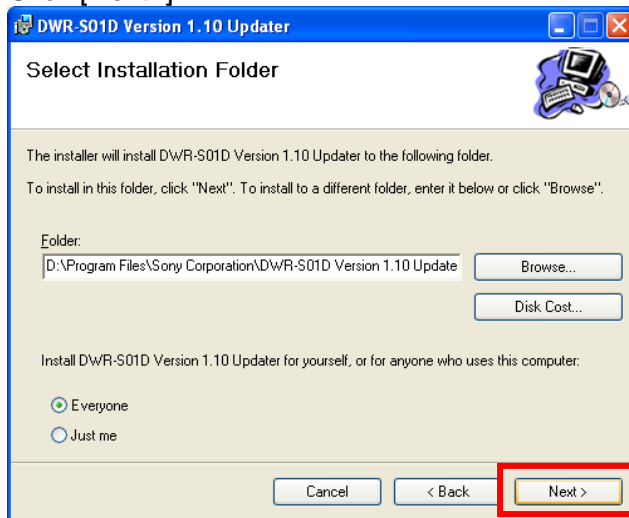 DWR-S01D Version 1.10 Updater
Select Installation Folder
The installer will install DWR-S01D Version 1.10 Updater to the following folder.
To install in this folder, click "Next". To install to a different folder, enter it below or click "Browse".
Folder:
D:\Program Files\Sony Corporation\DWR-S01D Version 1.10 Update
Browse...
Disk Cost...
Install DWR-S01D Version 1.10 Updater for yourself, or for anyone who uses this computer:
Everyone
Just me
Cancel
< Back
Next >